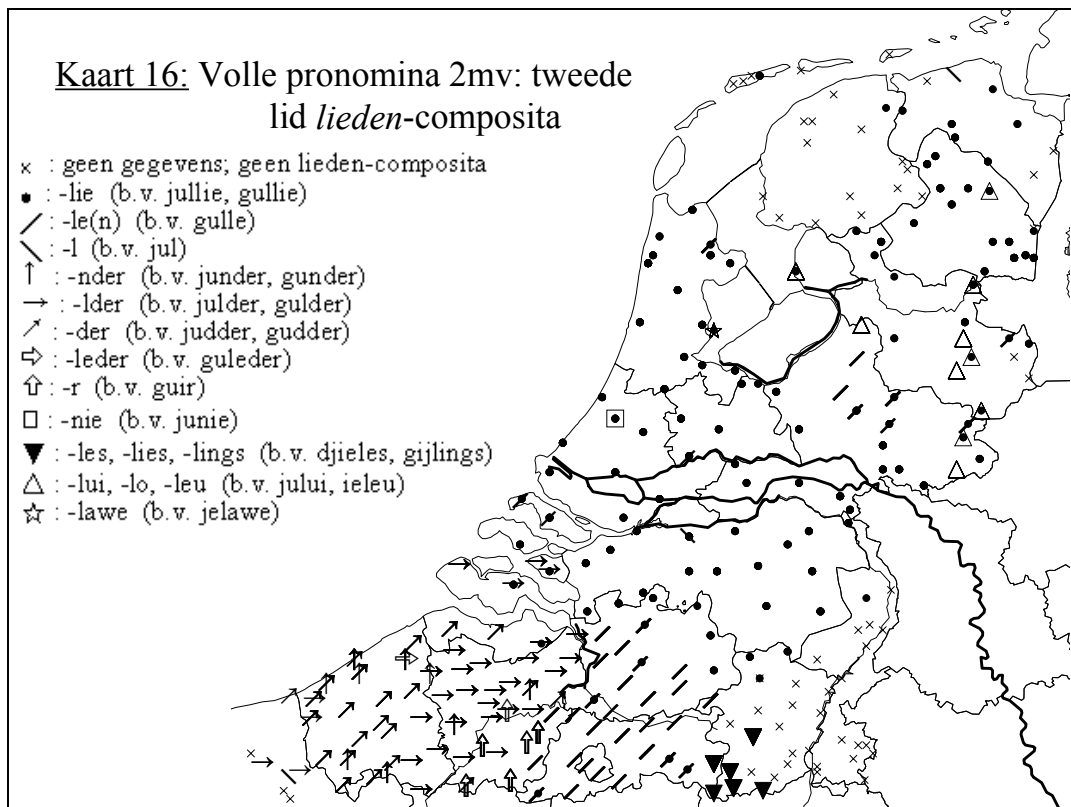 Kaart 16: Volle pronomina 2mv: tweede
lid lieden-composita
× : geen gegevens; geen lieden-composita
• : -lie (b.v. jullie, gullie)
/ : -le(n) (b.v. gulle)
\ : -l (b.v. jul)
↑ : -nder (b.v. junder, gunder)
→ : -lder (b.v. julder, gulder)
↗ : -der (b.v. judder, gudder)
⇨ : -leder (b.v. guleder)
⇧ : -r (b.v. guir)
□ : -nie (b.v. junie)
▼ : -les, -lies, -lings (b.v. djieles, gijlings)
△ : -lui, -lo, -leu (b.v. jului, ieleu)
☆ : -lawe (b.v. jelawe)